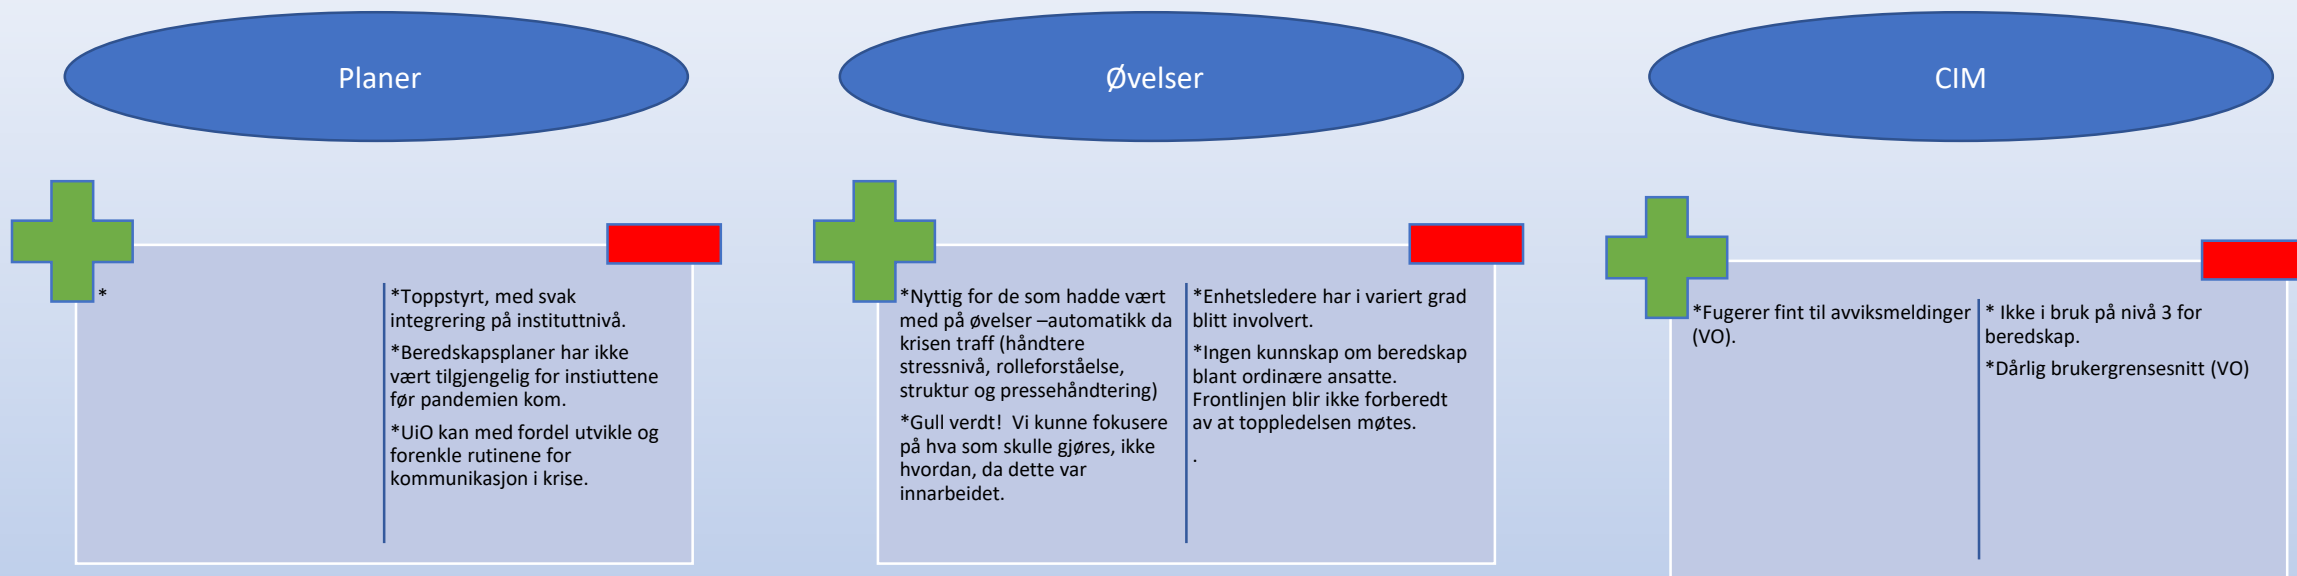 Planer
*
*Toppstyrt, med svak
integrering på instituttnivå.
*Beredskapsplaner har ikke
vært tilgjengelig for instiuttene
før pandemien kom.
*UiO kan med fordel utvikle og
forenkle rutinene for
kommunikasjon i krise.
Øvelser
*Nyttig for de som hadde vært
med på øvelser –automatikk da
krisen traff (håndtere
stressnivå, rolleforståelse,
struktur og pressehåndtering)
*Gull verdt!  Vi kunne fokusere
på hva som skulle gjøres, ikke
hvordan, da dette var
innarbeidet.
*Enhetsledere har i variert grad
blitt involvert.
*Ingen kunnskap om beredskap
blant ordinære ansatte.
Frontlinjen blir ikke forberedt
av at toppledelsen møtes.
.
CIM
*Fugerer fint til avviksmeldinger
(VO).
* Ikke i bruk på nivå 3 for
beredskap.
*Dårlig brukergrensesnitt (VO)